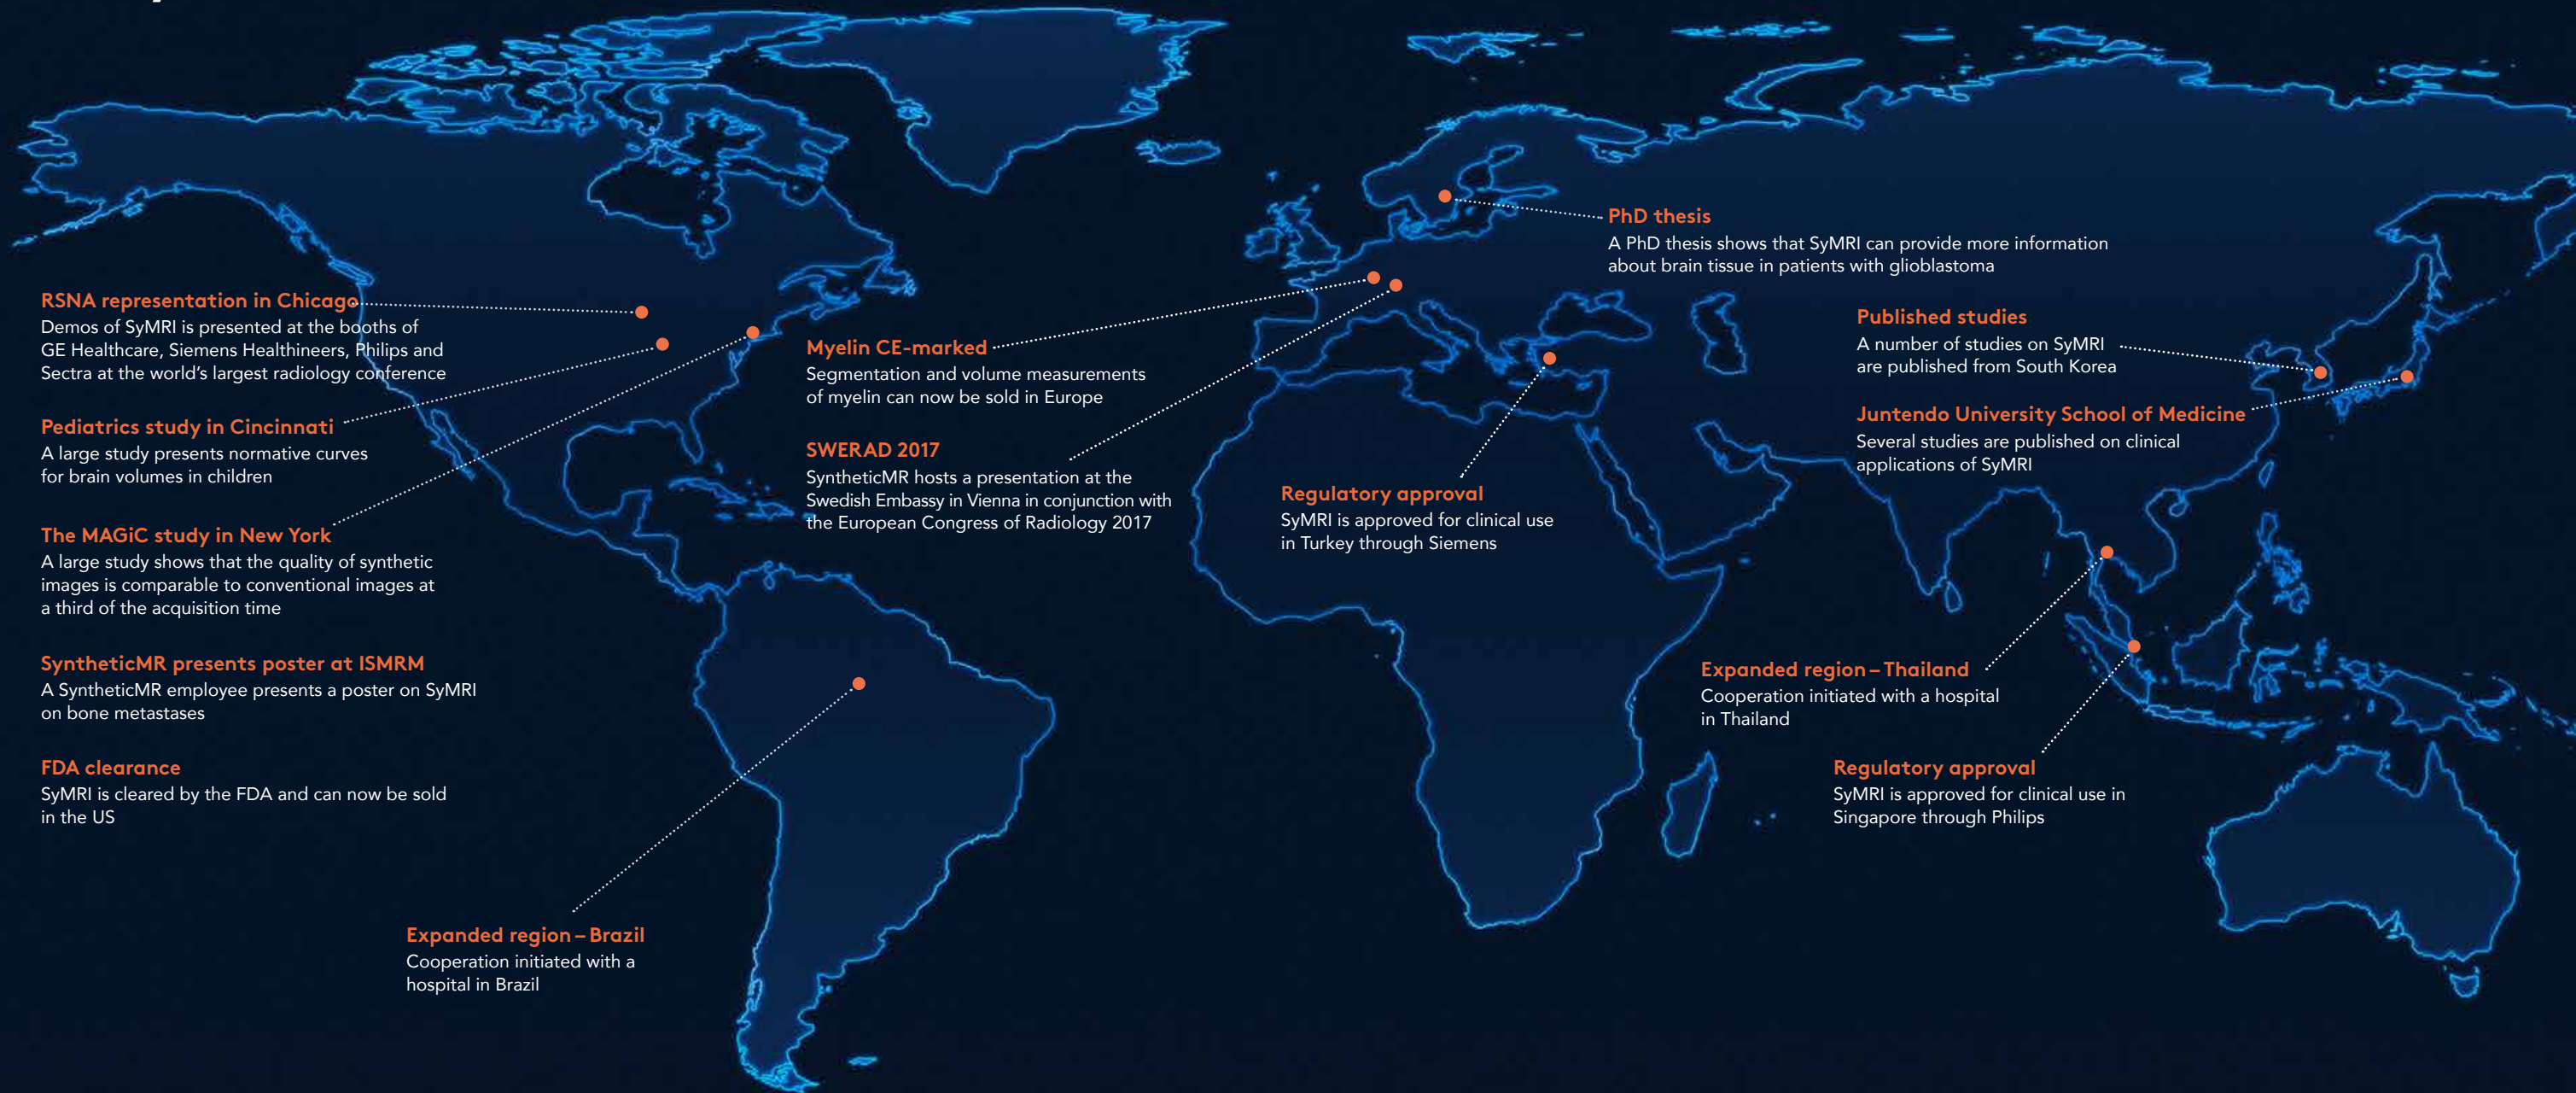 RSNA representation in Chicago
Demos of SyMRI is presented at the booths of
GE Healthcare, Siemens Healthineers, Philips and
Sectra at the world's largest radiology conference
Pediatrics study in Cincinnati
A large study presents normative curves
for brain volumes in children
The MAGiC study in New York
A large study shows that the quality of synthetic
images is comparable to conventional images at
a third of the acquisition time
SyntheticMR presents poster at ISMRM
A SyntheticMR employee presents a poster on SyMRI
on bone metastases
FDA clearance
SyMRI is cleared by the FDA and can now be sold
in the US
Expanded region – Brazil
Cooperation initiated with a
hospital in Brazil
Myelin CE-marked
Segmentation and volume measurements
of myelin can now be sold in Europe
SWERAD 2017
SyntheticMR hosts a presentation at the
Swedish Embassy in Vienna in conjunction with
the European Congress of Radiology 2017
Regulatory approval
SyMRI is approved for clinical use
in Turkey through Siemens
PhD thesis
A PhD thesis shows that SyMRI can provide more information
about brain tissue in patients with glioblastoma
Published studies
A number of studies on SyMRI
are published from South Korea
Juntendo University School of Medicine
Several studies are published on clinical
applications of SyMRI
Expanded region – Thailand
Cooperation initiated with a hospital
in Thailand
Regulatory approval
SyMRI is approved for clinical use in
Singapore through Philips